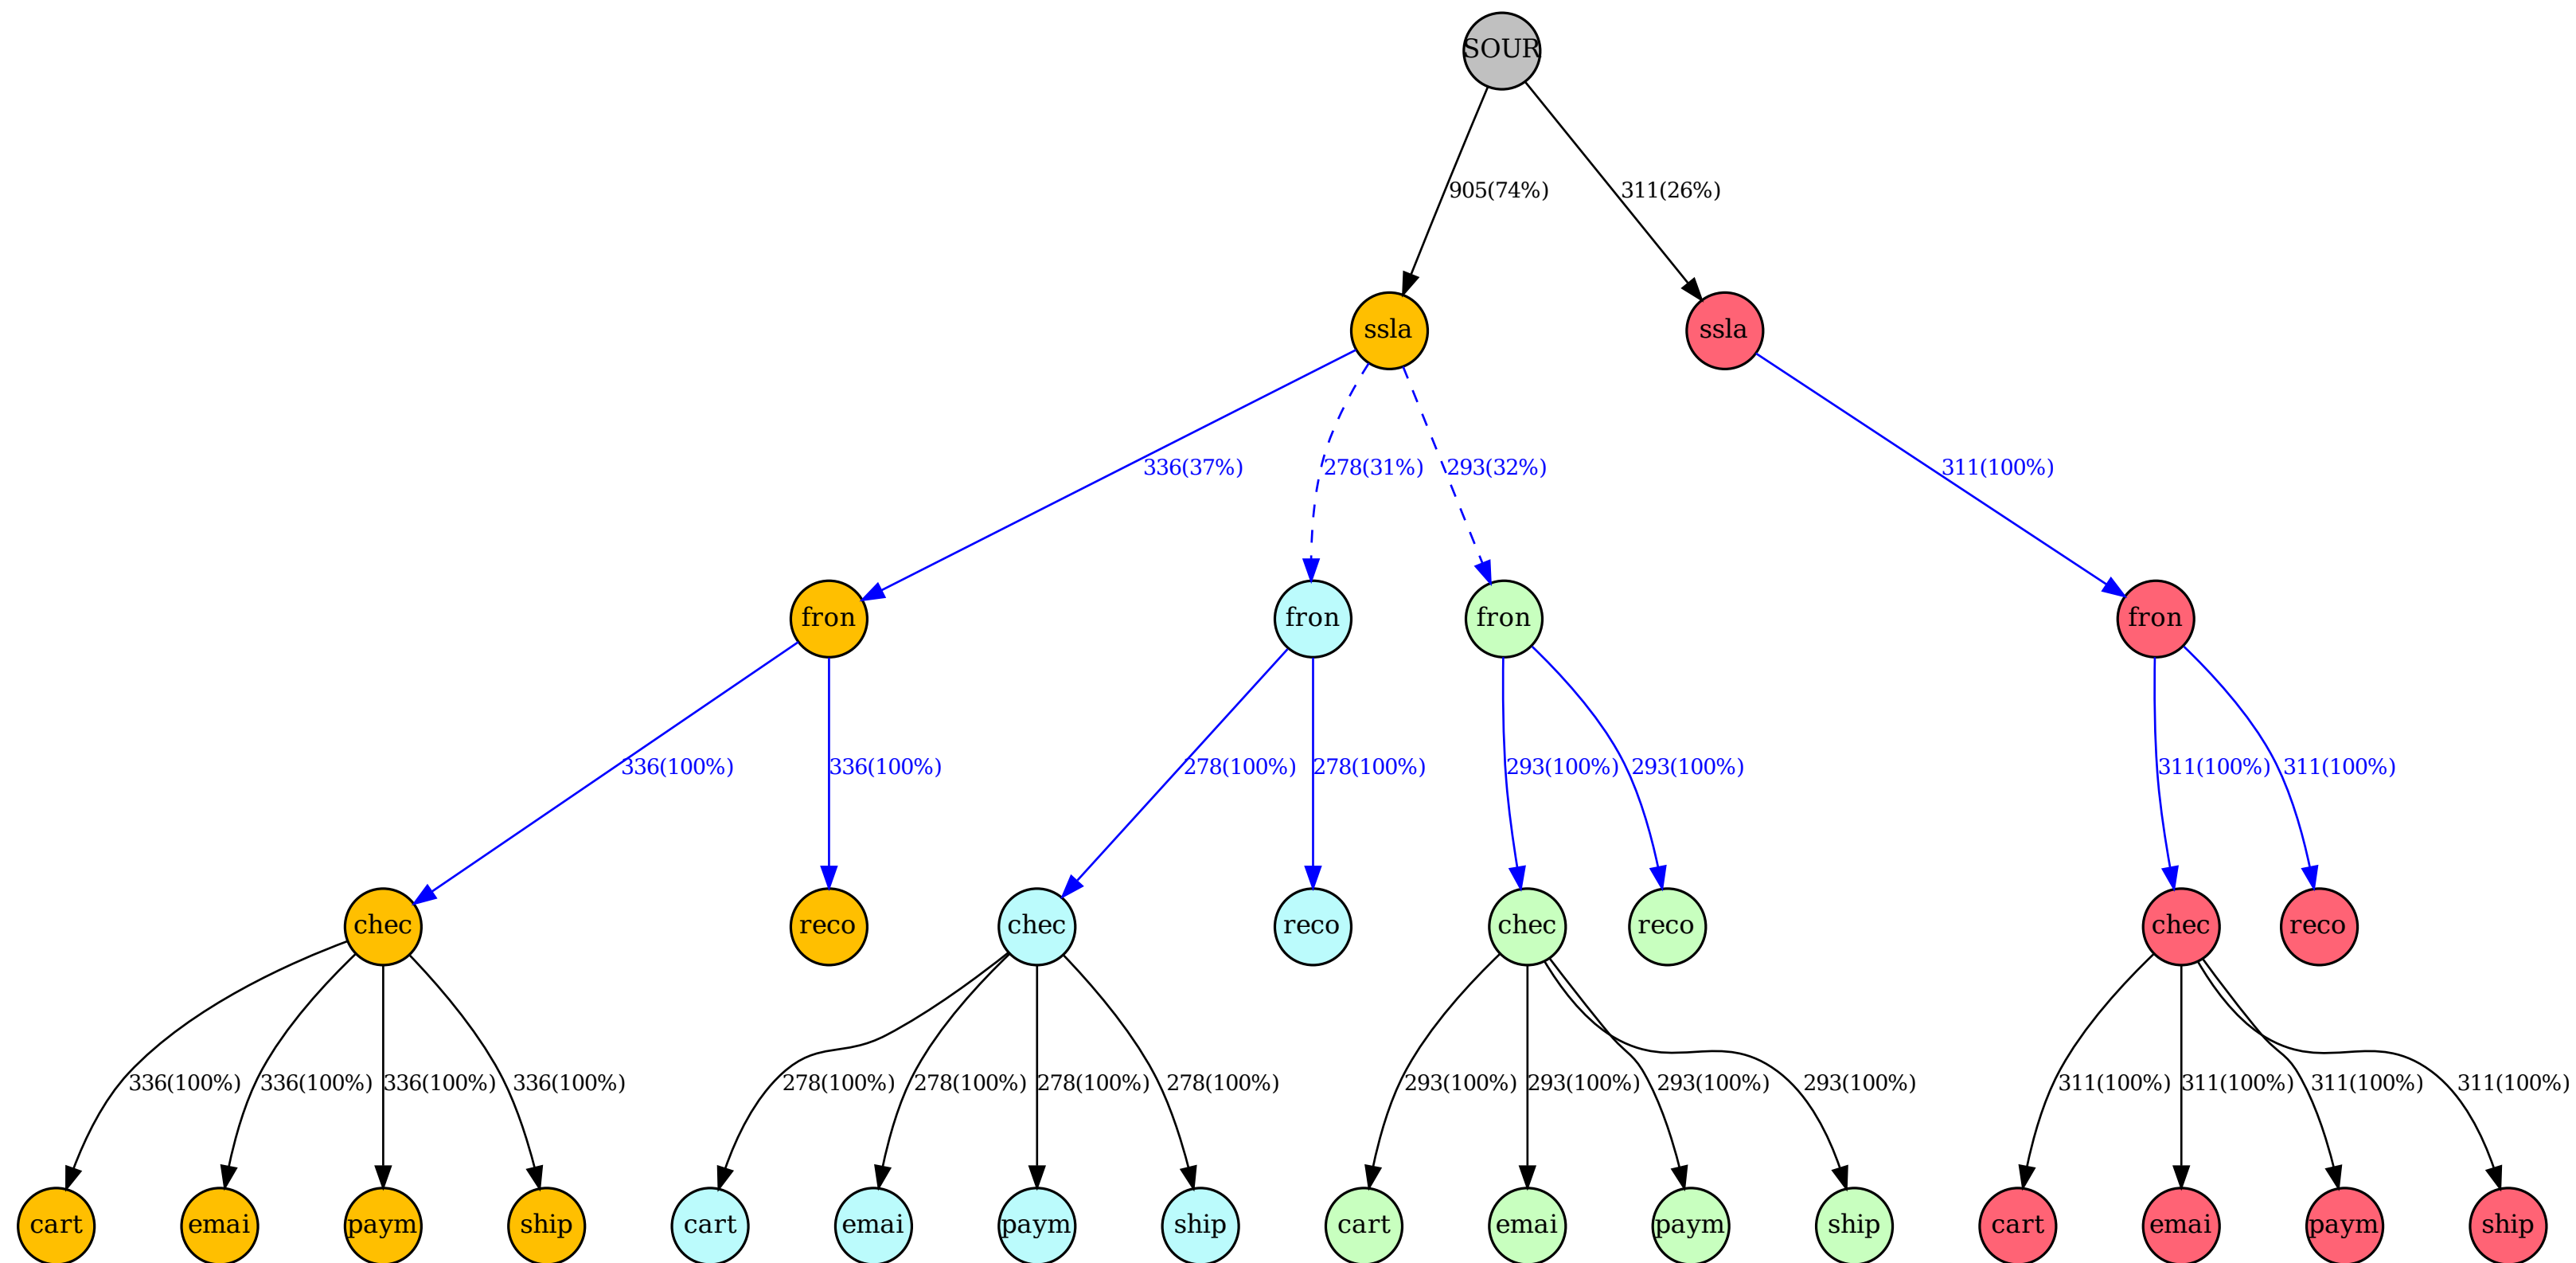 SOUR
905(74%)
311(26%)
ssla
ssla
336(37%)
278(31%)
293(32%)
311(100%)
fron
fron
fron
fron
336(100%)
336(100%)
278(100%)
278(100%)
293(100%)
293(100%)
311(100%)
311(100%)
chec
reco
chec
reco
chec
reco
chec
reco
336(100%)
336(100%)
336(100%)
336(100%)
278(100%)
278(100%)
278(100%)
278(100%)
293(100%)
293(100%)
293(100%)
293(100%)
311(100%)
311(100%)
311(100%)
311(100%)
cart
emai
paym
ship
cart
emai
paym
ship
cart
emai
paym
ship
cart
emai
paym
ship